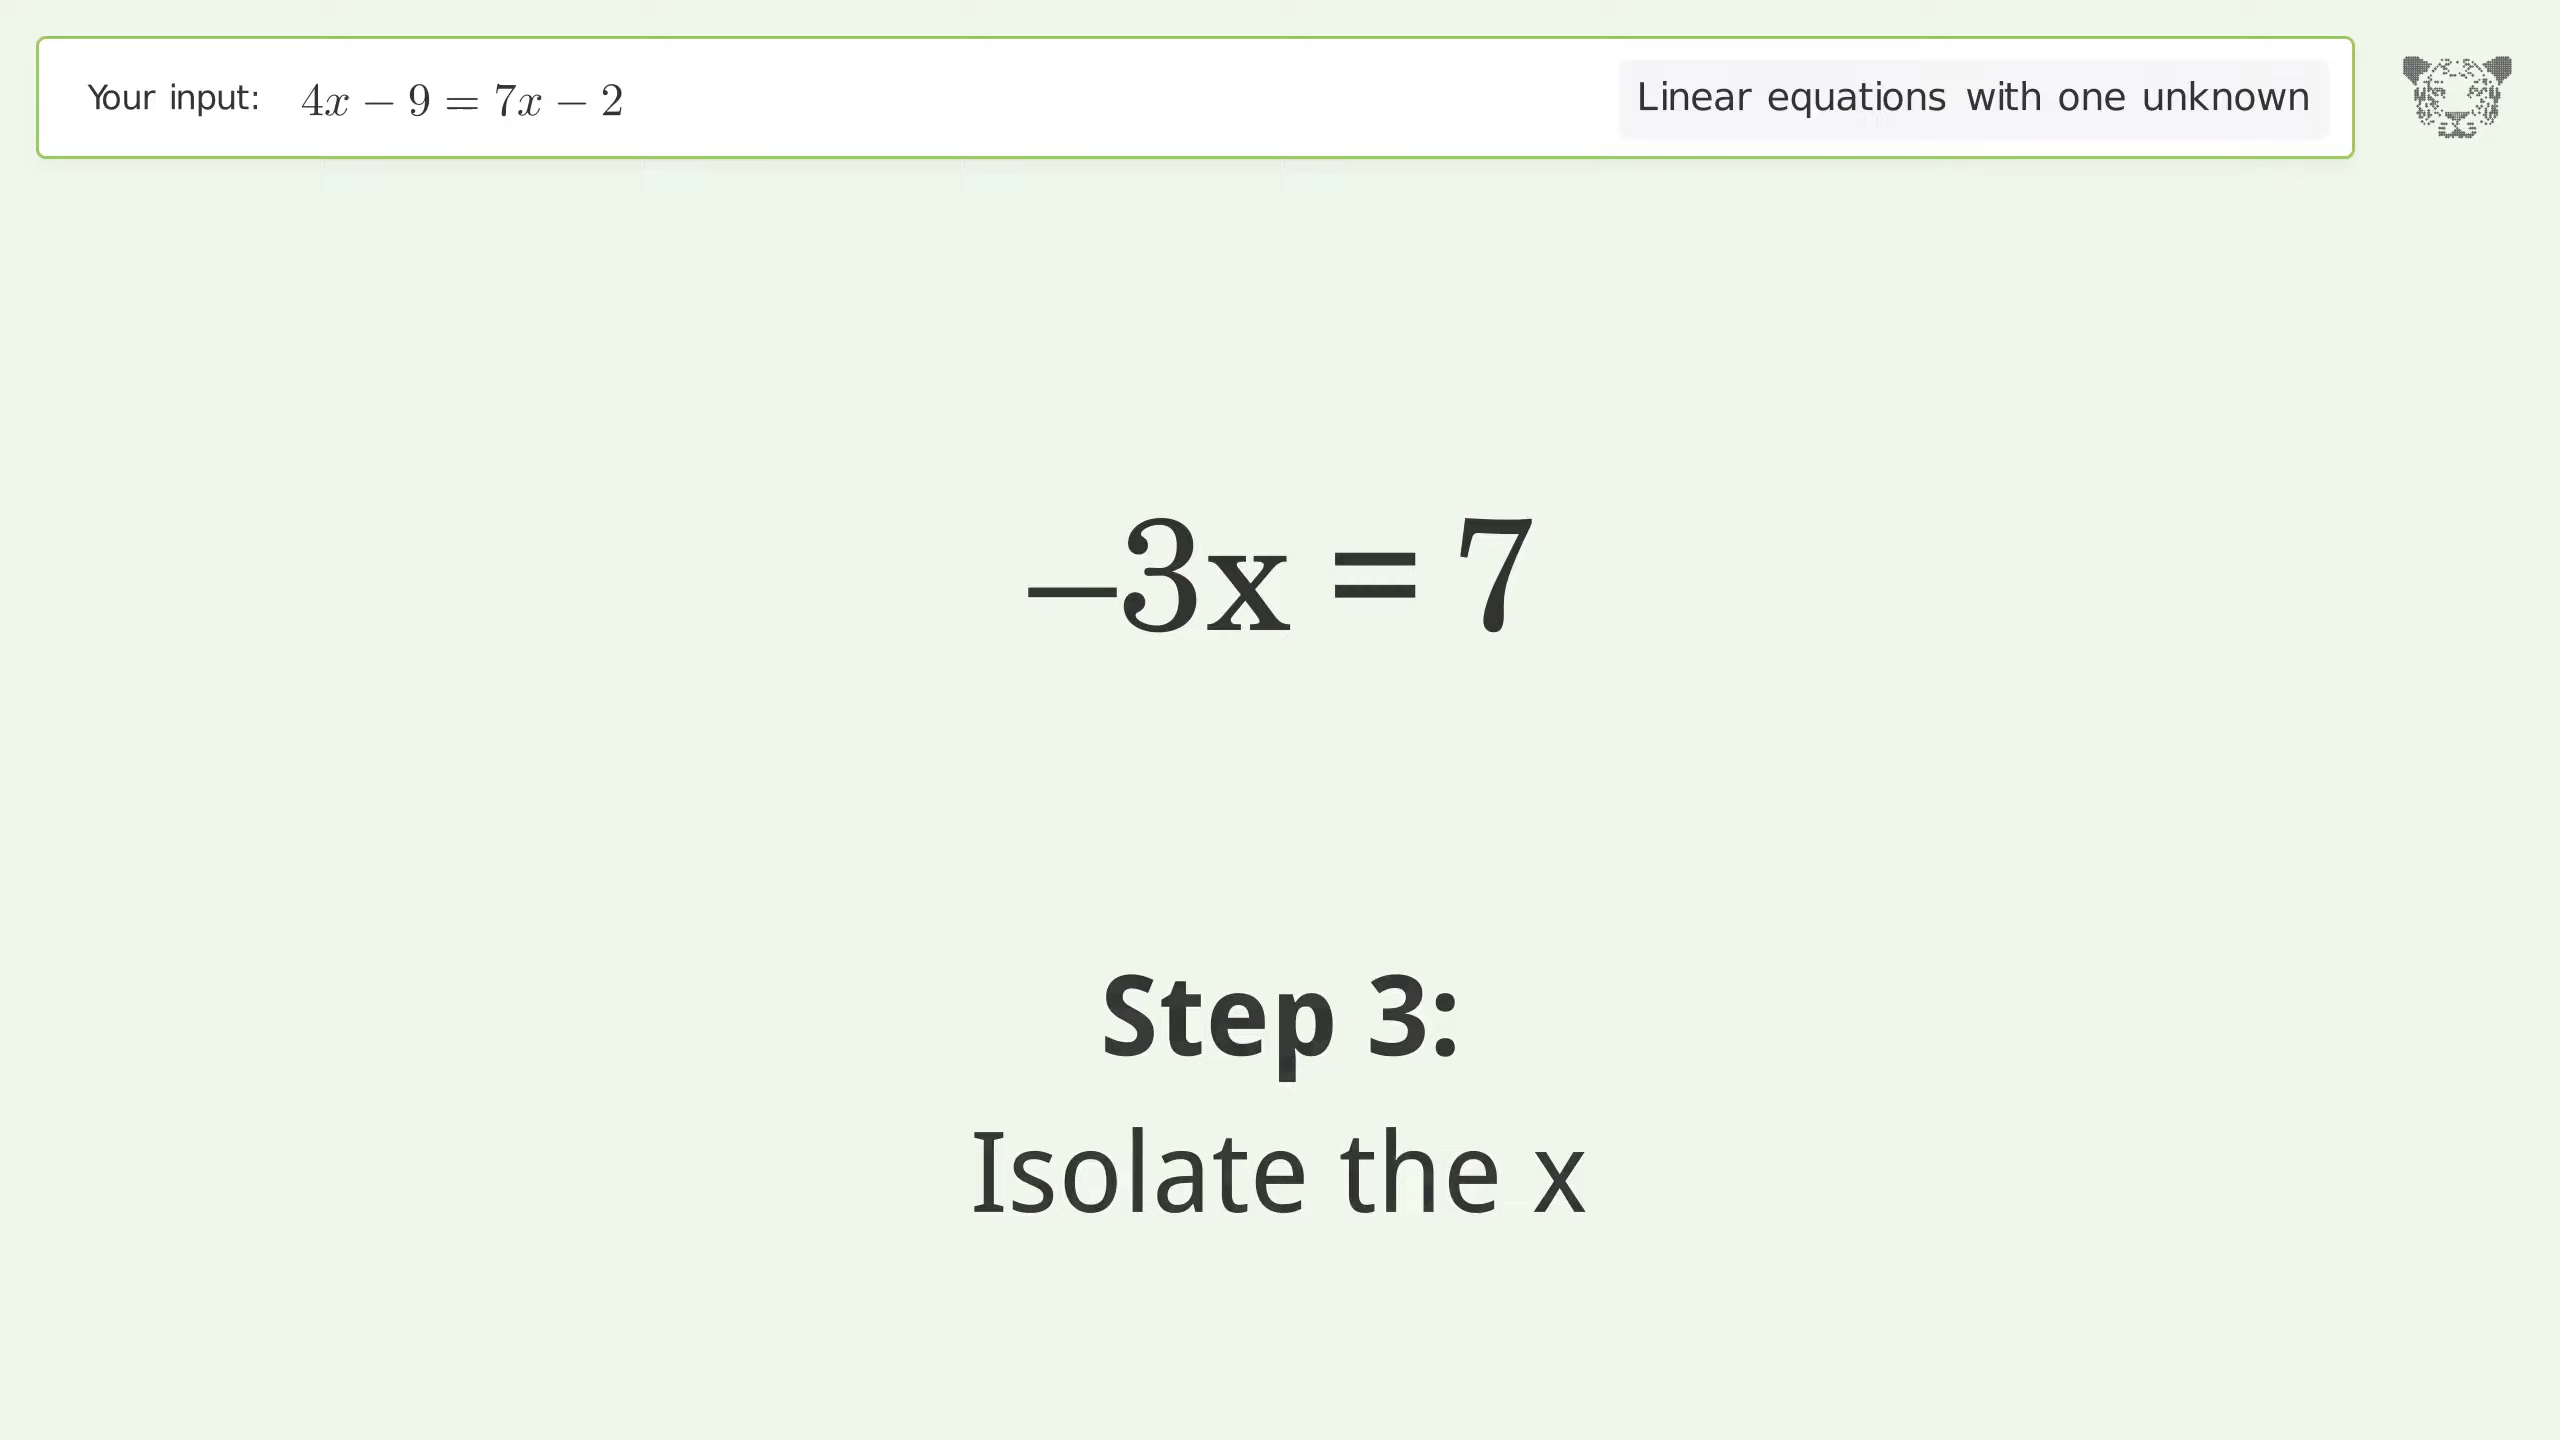 Your input: 4x − 9 = 7x − 2
Linear equations with one unknown
−3x = 7
Step 3:
Isolate the x